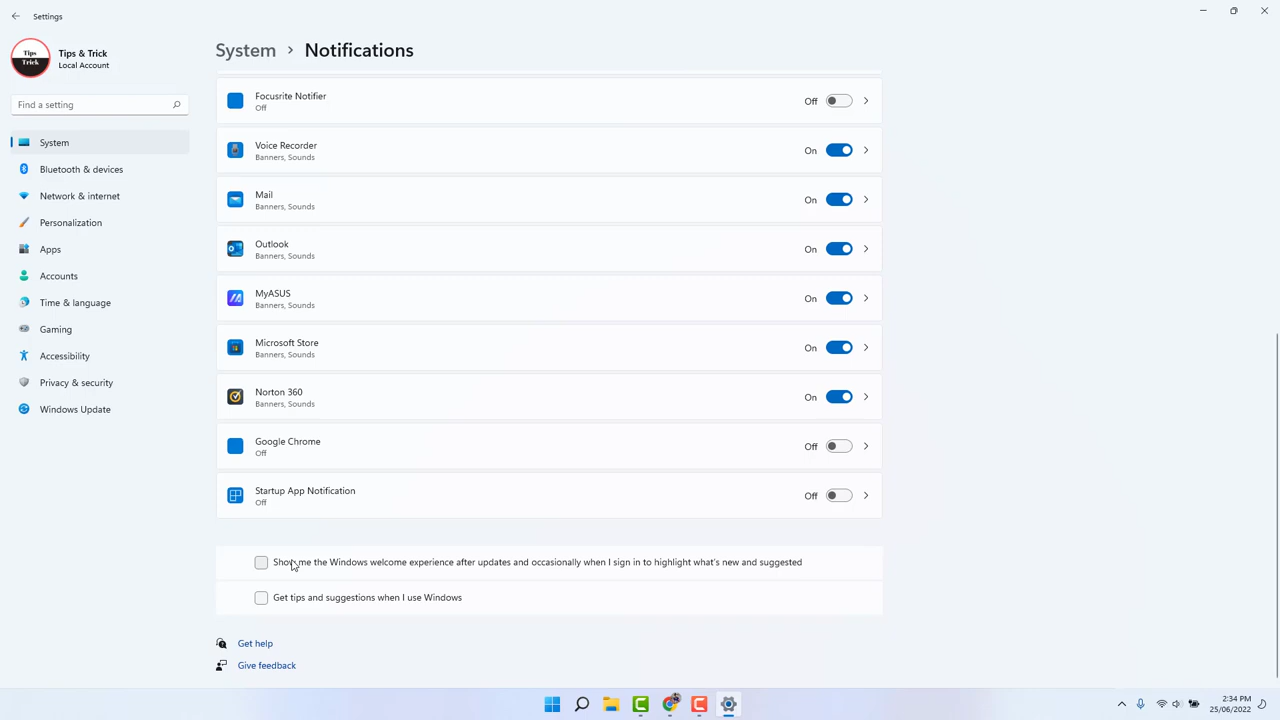 Settings
Tips
Trick
Tips & Trick
Local Account
Find a setting
System
Bluetooth & devices
Network & internet
Personalization
Apps
Accounts
Time & language
Gaming
Accessibility
Privacy & security
Windows Update
System > Notifications
Focusrite Notifier
Off
Off
Voice Recorder
Banners, Sounds
On
Mail
Banners, Sounds
On
Outlook
Banners, Sounds
On
MyASUS
Banners, Sounds
On
Microsoft Store
Banners, Sounds
On
Norton 360
Banners, Sounds
On
Google Chrome
Off
Off
Startup App Notification
Off
Off
Show me the Windows welcome experience after updates and occasionally when I sign in to highlight what's new and suggested
Get tips and suggestions when I use Windows
Get help
Give feedback
2:34 PM
25/06/2022